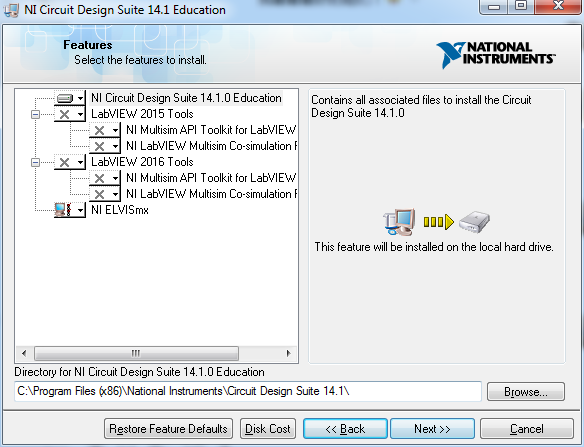 NI Circuit Design Suite 14.1 Education
Features
Select the features to install.
NATIONAL
INSTRUMENTS
NI Circuit Design Suite 14.1.0 Education
LabVIEW 2015 Tools
NI Multisim API Toolkit for LabVIEW
NI LabVIEW Multisim Co-simulation
LabVIEW 2016 Tools
NI Multisim API Toolkit for LabVIEW
NI LabVIEW Multisim Co-simulation
NI ELVISmx
Contains all associated files to install the Circuit
Design Suite 14.1.0
This feature will be installed on the local hard drive.
Directory for NI Circuit Design Suite 14.1.0 Education
C:\Program Files (x86)\National Instruments\Circuit Design Suite 14.1\
Browse...
Restore Feature Defaults
Disk Cost
<< Back
Next >>
Cancel